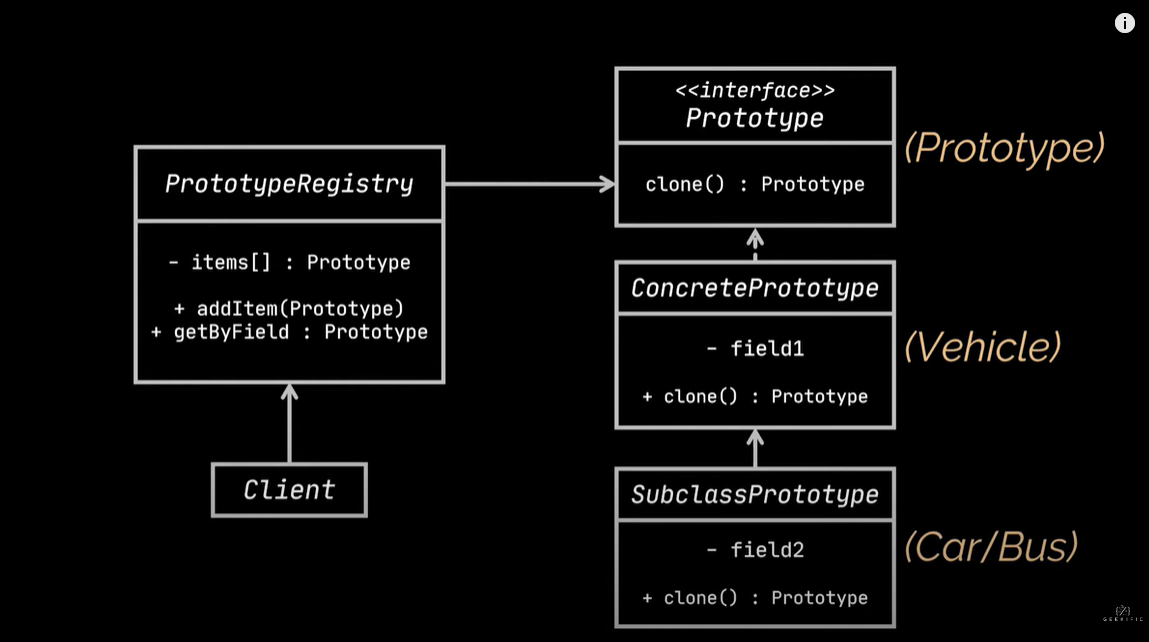 PrototypeRegistry
- items[] : Prototype
+ addItem(Prototype)
+ getByField : Prototype
Client
<<interface>>
Prototype
clone() : Prototype
(Prototype)
ConcretePrototype
- field1
+ clone() : Prototype
(Vehicle)
SubclassPrototype
- field2
+ clone() : Prototype
(Car/Bus)
GEEKIFIC